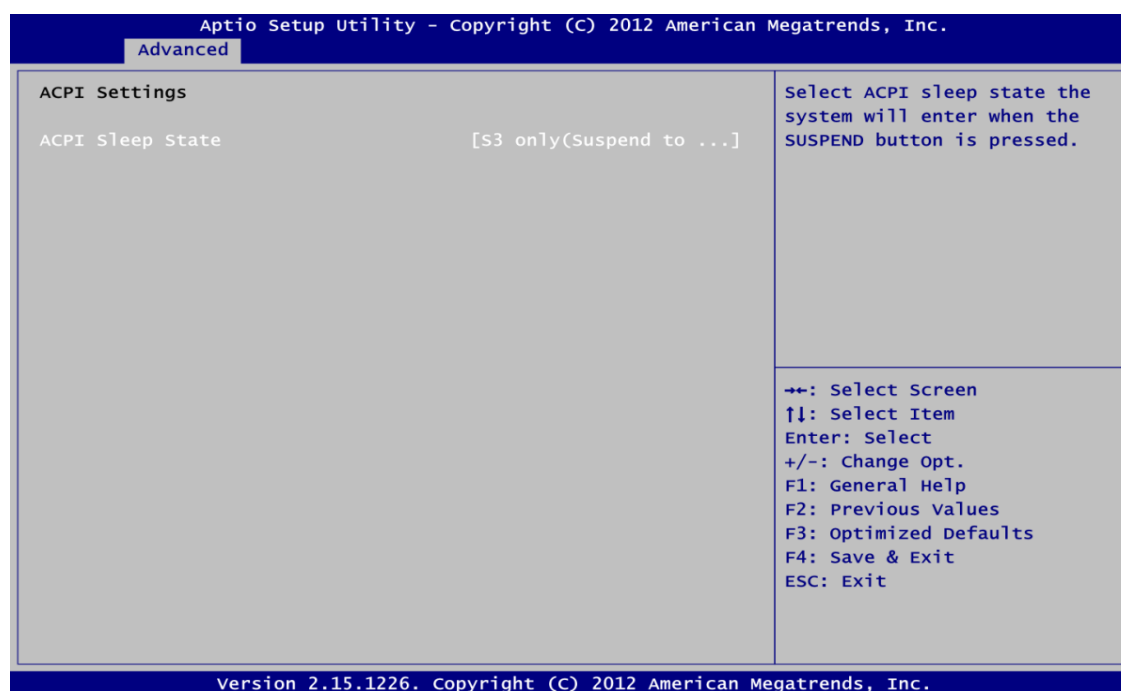 Aptio Setup Utility - Copyright (C) 2012 American Megatrends, Inc.
Advanced
ACPI Settings
ACPI Sleep State [S3 only(Suspend to ...]
Select ACPI sleep state the
system will enter when the
SUSPEND button is pressed.
→←: Select Screen
↑↓: Select Item
Enter: Select
+/-: Change Opt.
F1: General Help
F2: Previous Values
F3: Optimized Defaults
F4: Save & Exit
ESC: Exit
Version 2.15.1226. Copyright (C) 2012 American Megatrends, Inc.